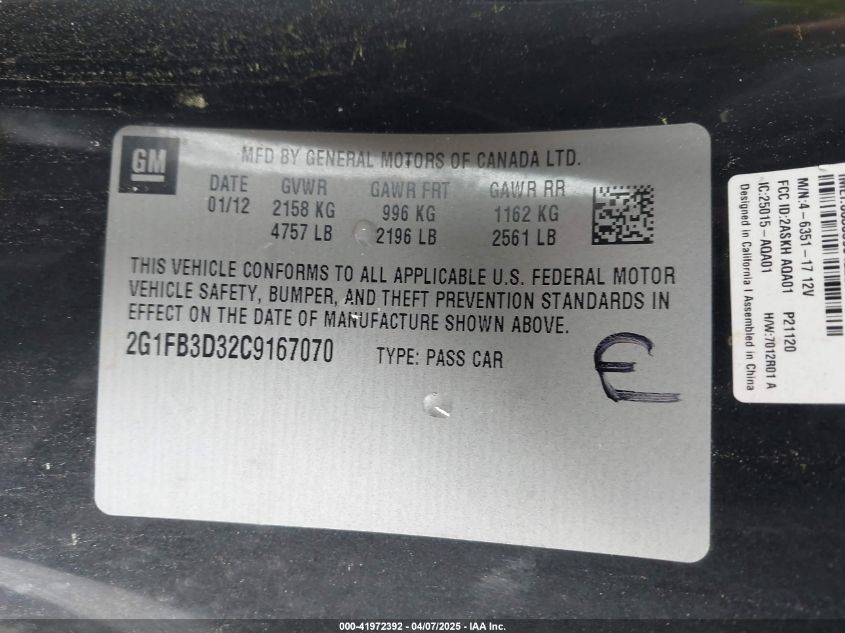 GM
MFD BY GENERAL MOTORS OF CANADA LTD.
DATE GVWR GAWR FRT GAWR RR
01/12 2158 KG 996 KG 1162 KG
4757 LB 2196 LB 2561 LB
THIS VEHICLE CONFORMS TO ALL APPLICABLE U.S. FEDERAL MOTOR
VEHICLE SAFETY, BUMPER, AND THEFT PREVENTION STANDARDS IN
EFFECT ON THE DATE OF MANUFACTURE SHOWN ABOVE.
2G1FB3D32C9167070 TYPE: PASS CAR
E
M/N:4-6351-17 12V
FCC ID:2ASKH AQA01 P21120
IC:25015-AQA01 H/W:7012R01 A
Designed in California | Assembled in China
000-41972392 - 04/07/2025 - IAA Inc.